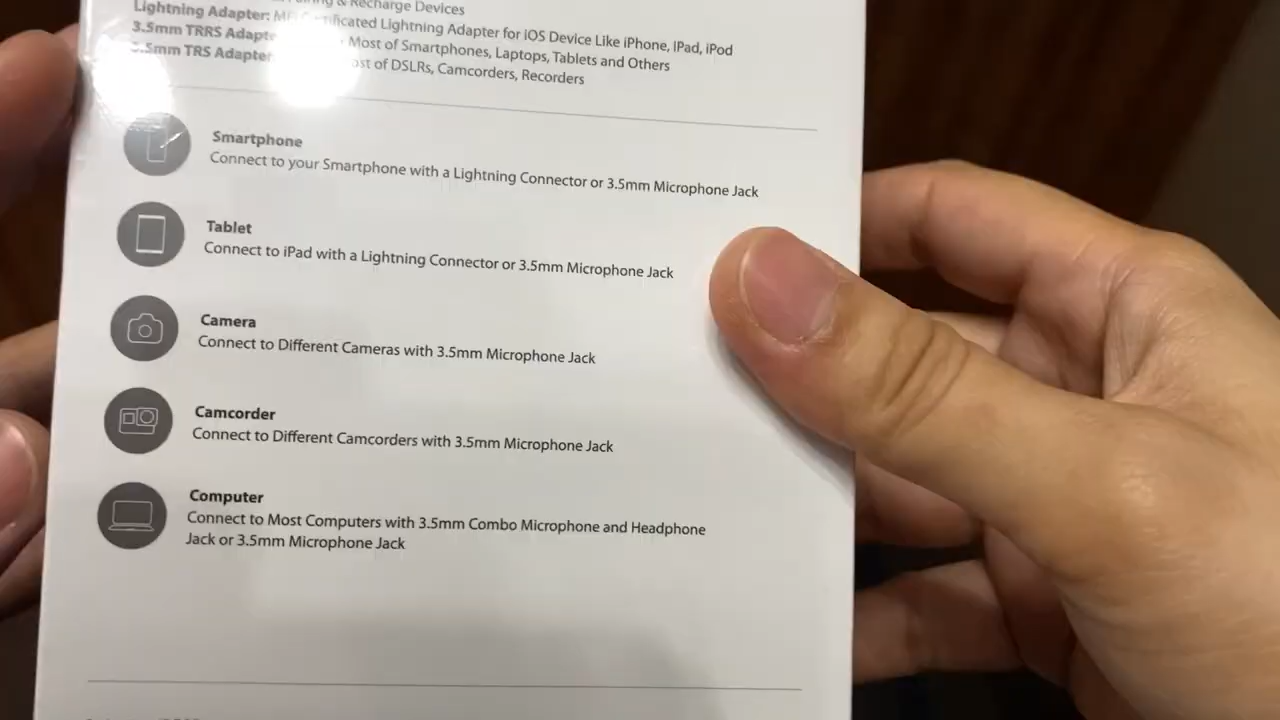 & Recharge Devices
Lightning Adapter: Lightning Adapter for iOS Device Like iPhone, IPad, iPod
3.5mm TRRS Most of Smartphones, Laptops, Tablets and Others
3.5mm TRS Adapter of DSLRs, Camcorders, Recorders
Smartphone
Connect to your Smartphone with a Lightning Connector or 3.5mm Microphone Jack
Tablet
Connect to iPad with a Lightning Connector or 3.5mm Microphone Jack
Camera
Connect to Different Cameras with 3.5mm Microphone Jack
Camcorder
Connect to Different Camcorders with 3.5mm Microphone Jack
Computer
Connect to Most Computers with 3.5mm Combo Microphone and Headphone
Jack or 3.5mm Microphone Jack